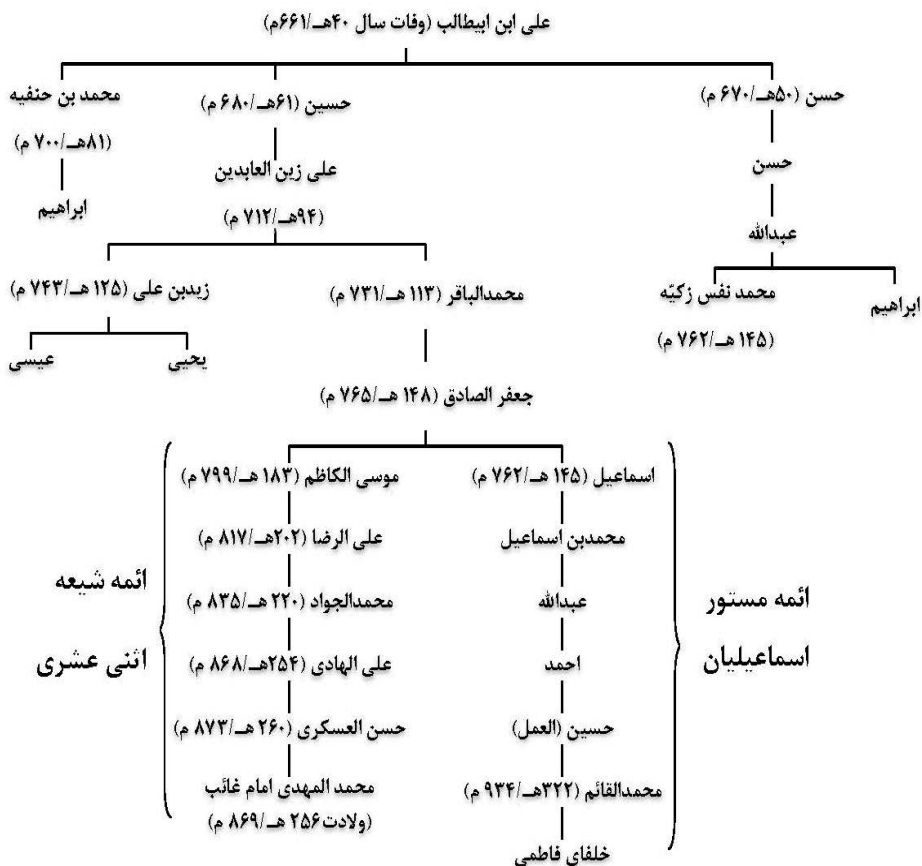 علی ابن ابیطالب (وفات سال ۴۰هـ/۶۶۱م)
حسن (۵۰هـ/۶۷۰ م)
حسین (۶۱هـ/۶۸۰ م)
محمد بن حنفیه
(۸۱هـ/۷۰۰ م)
حسن
علی زین العابدین
ابراهیم
(۹۴هـ/۷۱۲ م)
عبدالله
ابراهیم
محمد نفس زکیّه
(۱۴۵ هـ/۷۶۲ م)
محمدالباقر (۱۱۳ هـ/۷۳۱ م)
زیدبن علی (۱۲۵ هـ/۷۴۳ م)
یحیی
عیسی
جعفر الصادق (۱۴۸ هـ/۷۶۵ م)
اسماعیل (۱۴۵ هـ/۷۶۲ م)
محمدبن اسماعیل
عبدالله
احمد
حسین (العمل)
محمدالقائم (۳۲۲هـ/۹۳۴ م)
خلفای فاطمی
ائمه مستور
اسماعیلیان
موسی الکاظم (۱۸۳ هـ/۷۹۹ م)
علی الرضا (۲۰۲هـ/۸۱۷ م)
محمدالجواد (۲۲۰ هـ/۸۳۵ م)
علی الهادی (۲۵۴هـ/۸۶۸ م)
حسن العسکری (۲۶۰ هـ/۸۷۳ م)
محمد المهدی امام غائب
(ولادت ۲۵۶ هـ/۸۶۹ م)
ائمه شیعه
اثنی عشری